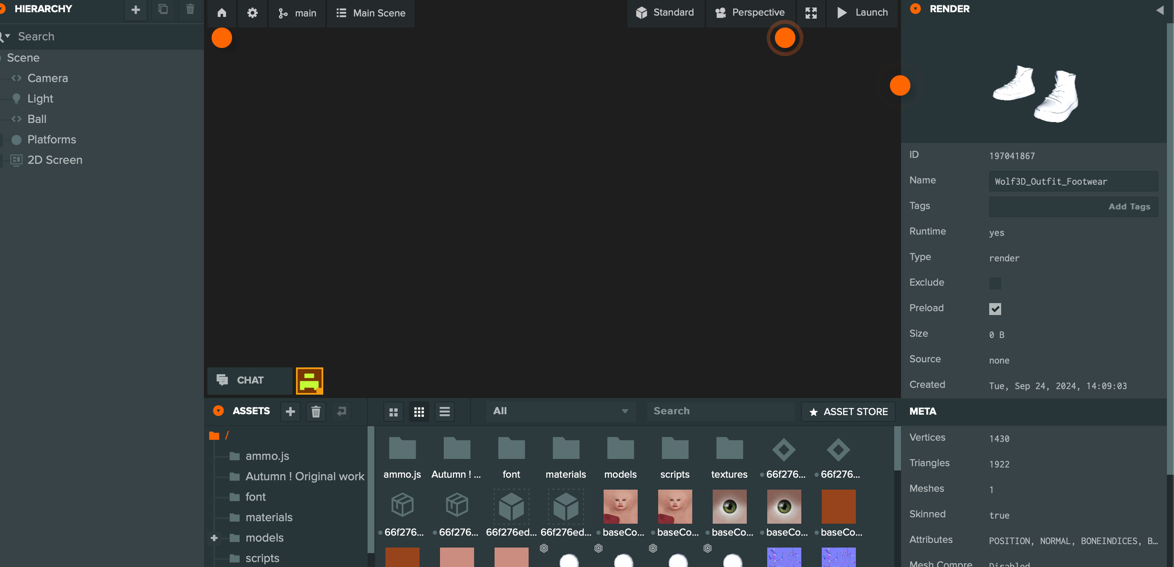 HIERARCHY
Search
Scene
Camera
Light
Ball
Platforms
2D Screen
main
Main Scene
Standard
Perspective
Launch
CHAT
ASSETS
All
Search
ASSET STORE
/
ammo.js
Autumn ! Original work
font
materials
models
scripts
ammo.js
Autumn ! ...
font
materials
models
scripts
textures
66f276...
66f276...
66f276...
66f276...
66f276ed...
66f276ed...
baseCo...
baseCo...
baseCo...
baseCo...
baseCo...
RENDER
ID 197041867
Name Wolf3D_Outfit_Footwear
Tags Add Tags
Runtime yes
Type render
Exclude
Preload
Size 0 B
Source none
Created Tue, Sep 24, 2024, 14:09:03
META
Vertices 1430
Triangles 1922
Meshes 1
Skinned true
Attributes POSITION, NORMAL, BONEINDICES, B...
Mesh Compre Disabled